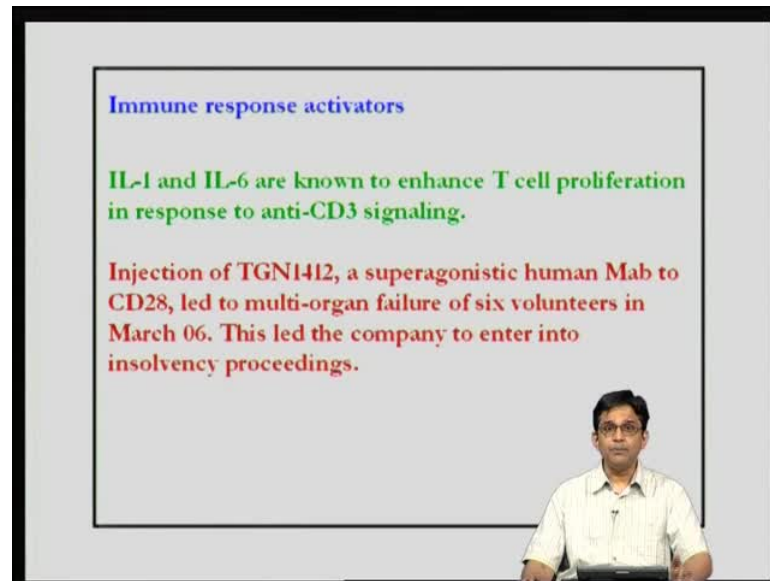 Immune response activators
IL-1 and IL-6 are known to enhance T cell proliferation
in response to anti-CD3 signaling.
Injection of TGN1412, a superagonistic human Mab to
CD28, led to multi-organ failure of six volunteers in
March 06. This led the company to enter into
insolvency proceedings.